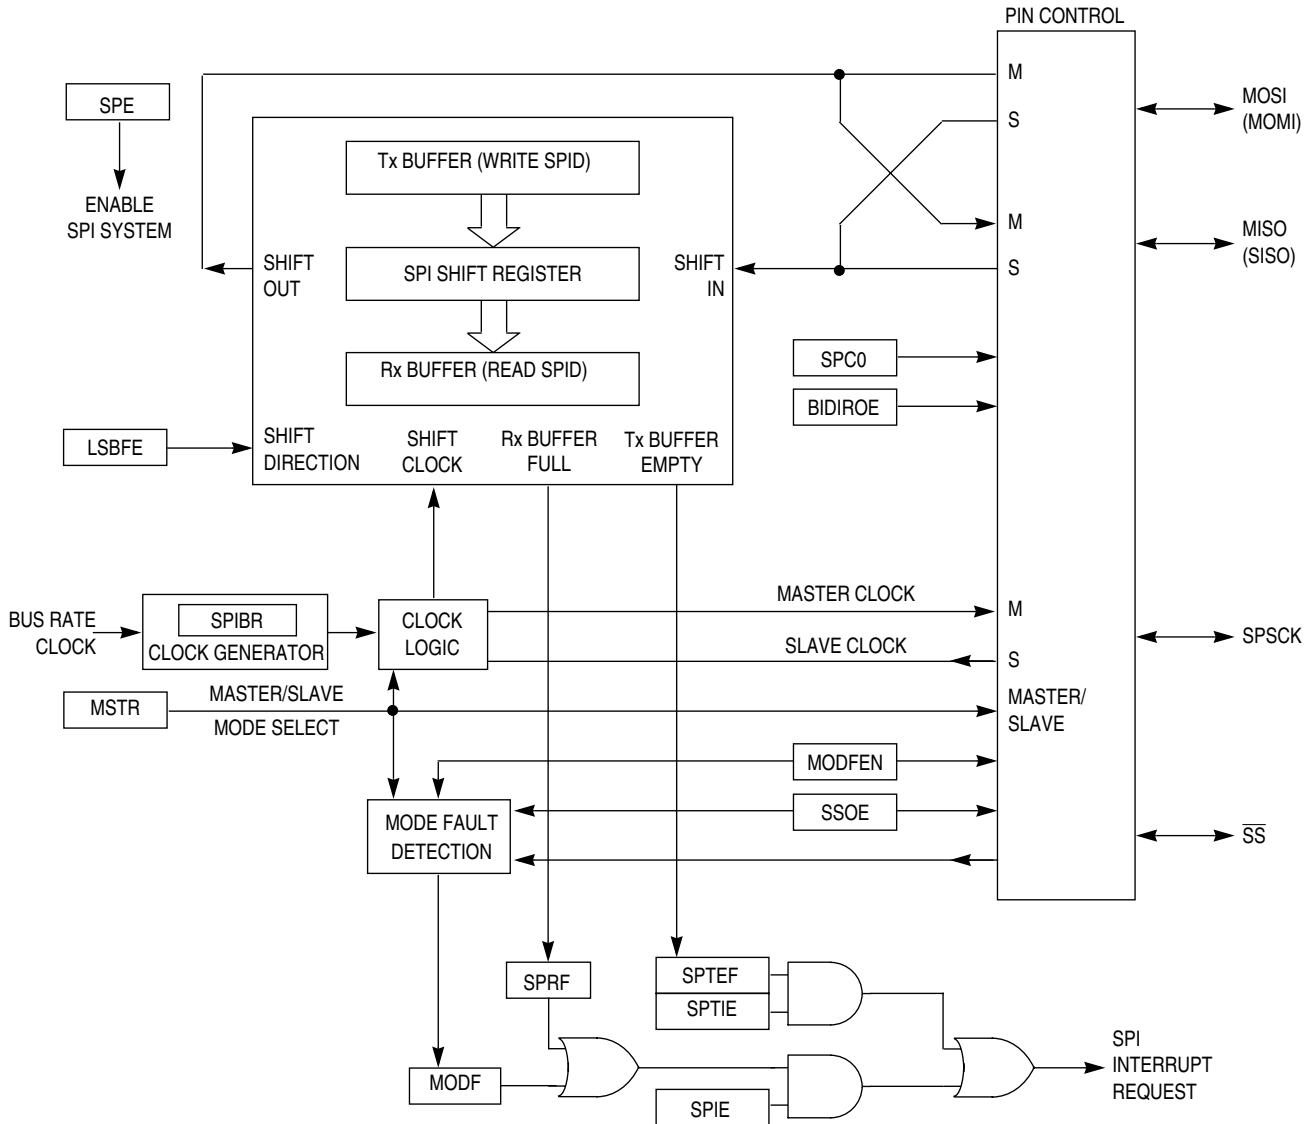 PIN CONTROL
M
SPE
MOSI
(MOMI)
S
Tx BUFFER (WRITE SPID)
ENABLE
SPI SYSTEM
M
MISO
(SISO)
SHIFT
OUT
SPI SHIFT REGISTER
SHIFT
IN
S
SPC0
Rx BUFFER (READ SPID)
BIDIROE
LSBFE
SHIFT
DIRECTION
SHIFT
CLOCK
Rx BUFFER
FULL
Tx BUFFER
EMPTY
MASTER CLOCK
M
BUS RATE
CLOCK
SPIBR
CLOCK GENERATOR
CLOCK
LOGIC
SLAVE CLOCK
S
SPSCK
MSTR
MASTER/SLAVE
MODE SELECT
MASTER/
SLAVE
MODFEN
MODE FAULT
DETECTION
SSOE
SS
SPRF
SPTEF
SPTIE
MODF
SPIE
SPI
INTERRUPT
REQUEST